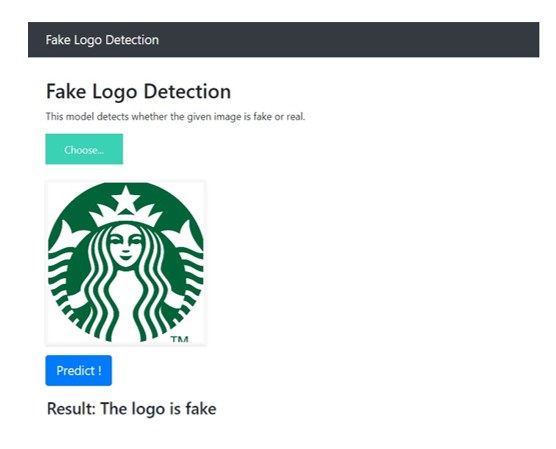 Fake Logo Detection
Fake Logo Detection
This model detects whether the given image is fake or real.
Choose...
TM
Predict !
Result: The logo is fake